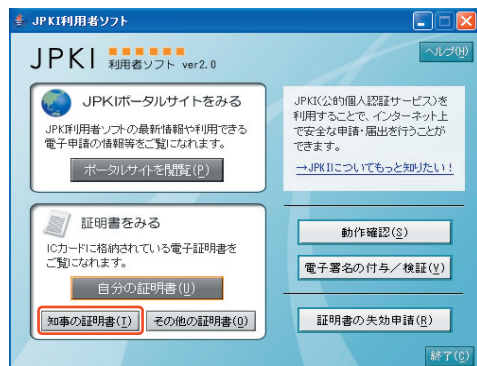 JPKI利用者ソフト
JPKI 利用者ソフト ver2.0
ヘルプ(H)
JPKIポータルサイトをみる
JPKI利用者ソフトの最新情報や利用できる
電子申請の情報等をご覧になれます。
ポータルサイトを閲覧(P)
JPKI(公的個人認証サービス)を
利用することで、インターネット上
で安全な申請・届出を行うことが
できます。
→JPKIについてもっと知りたい!
証明書をみる
ICカードに格納されている電子証明書を
ご覧になれます。
自分の証明書(U)
知事の証明書(I)
その他の証明書(O)
動作確認(S)
電子署名の付与/検証(V)
証明書の失効申請(R)
終了(C)